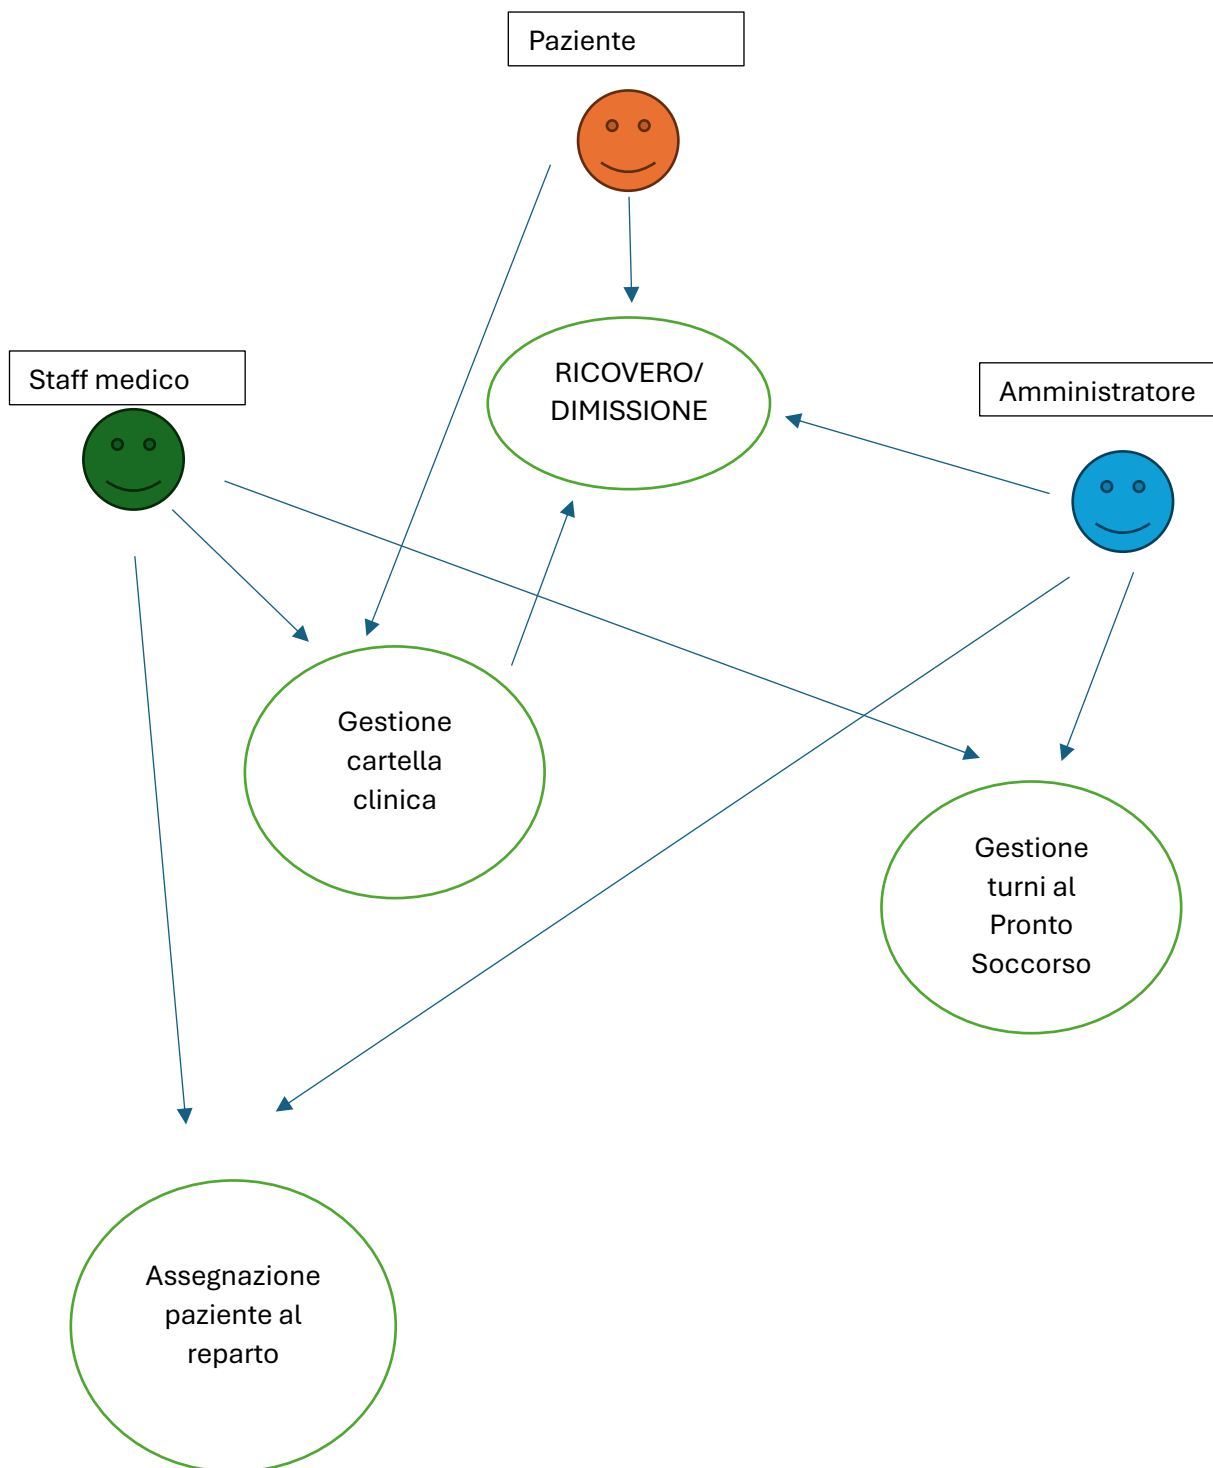 Paziente
RICOVERO/
DIMISSIONE
Staff medico
Amministratore
Gestione
cartella
clinica
Gestione
turni al
Pronto
Soccorso
Assegnazione
paziente al
reparto